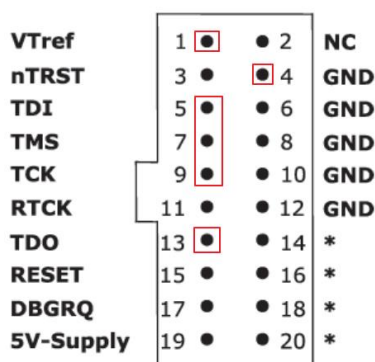 VTref 1 2 NC
nTRST 3 4 GND
TDI 5 6 GND
TMS 7 8 GND
TCK 9 10 GND
RTCK 11 12 GND
TDO 13 14 *
RESET 15 16 *
DBGRQ 17 18 *
5V-Supply 19 20 *